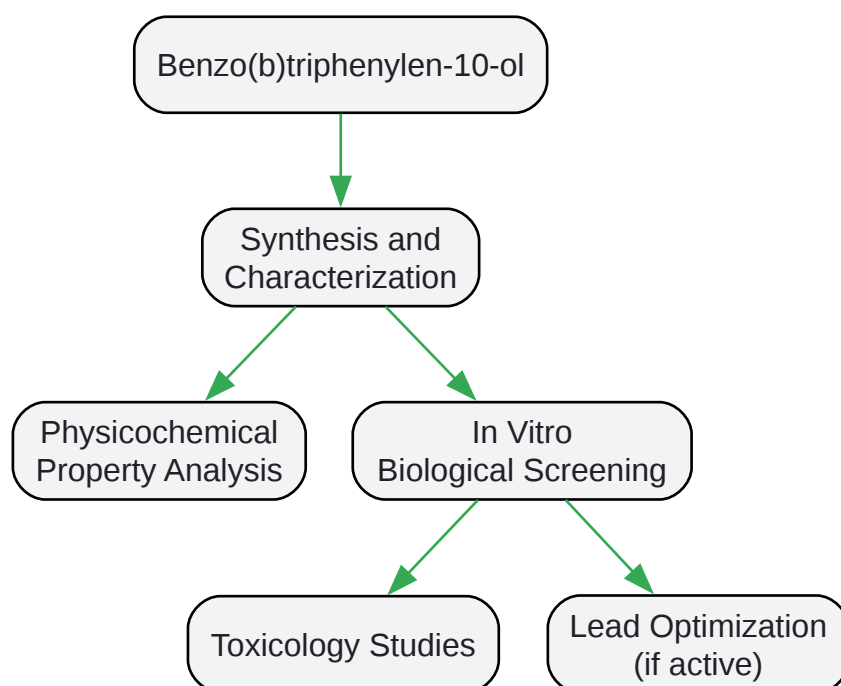 Benzo(b)triphenylen-10-ol
Synthesis and
Characterization
Physicochemical
Property Analysis
In Vitro
Biological Screening
Toxicology Studies
Lead Optimization
(if active)